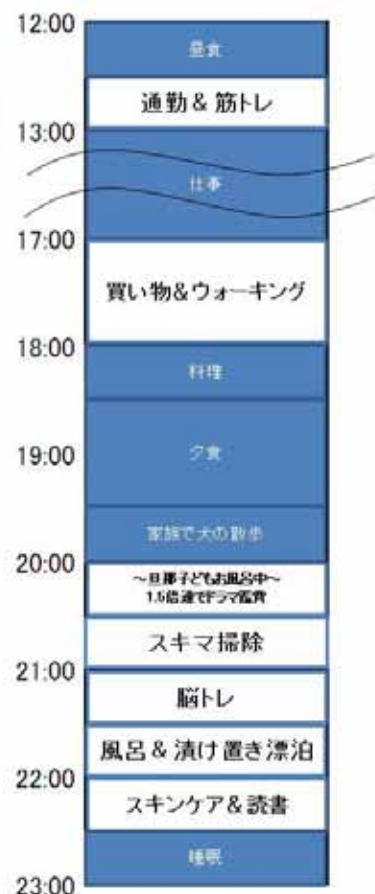 12:00
昼食
通勤 & 筋トレ
13:00
仕事
17:00
買い物&ウォーキング
18:00
料理
19:00
夕食
家族で犬の散歩
20:00
～旦那子どもお風呂中～
1.5倍速でドラマ鑑賞
スキマ掃除
21:00
脳トレ
風呂 & 漬け置き漂泊
22:00
スキンケア&読書
睡眠
23:00